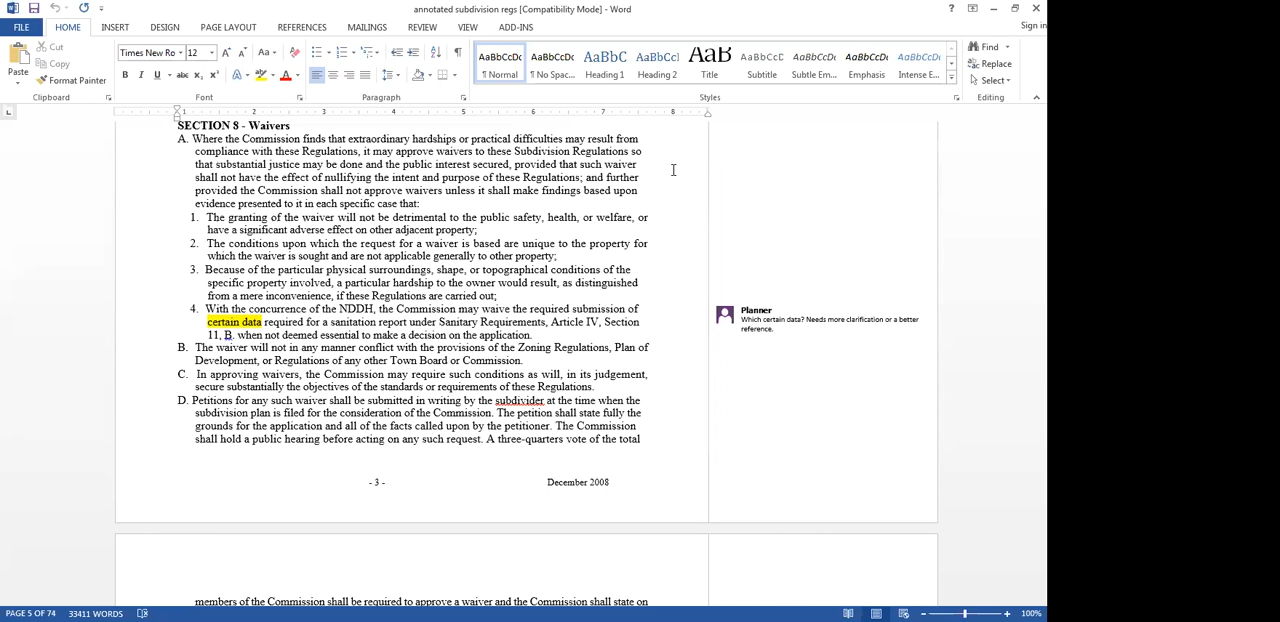 annotated subdivision regs [Compatibility Mode] - Word
FILE HOME INSERT DESIGN PAGE LAYOUT REFERENCES MAILINGS REVIEW VIEW ADD-INS
Sign in
Paste
Cut
Copy
Format Painter
Clipboard
Times New Ro 12
Font
Paragraph
AaBbCcDc AaBbCcDc AaBbC AaBbCc AaB AaBbCcC AaBbCcDc AaBbCcDc AaBbCcDc
¶ Normal ¶ No Spac... Heading 1 Heading 2 Title Subtitle Subtle Em... Emphasis Intense E...
Styles
Find
Replace
Select
Editing
1 2 3 4 5 6 7 8
SECTION 8 - Waivers
A. Where the Commission finds that extraordinary hardships or practical difficulties may result from
compliance with these Regulations, it may approve waivers to these Subdivision Regulations so
that substantial justice may be done and the public interest secured, provided that such waiver
shall not have the effect of nullifying the intent and purpose of these Regulations; and further
provided the Commission shall not approve waivers unless it shall make findings based upon
evidence presented to it in each specific case that:
1. The granting of the waiver will not be detrimental to the public safety, health, or welfare, or
have a significant adverse effect on other adjacent property;
2. The conditions upon which the request for a waiver is based are unique to the property for
which the waiver is sought and are not applicable generally to other property;
3. Because of the particular physical surroundings, shape, or topographical conditions of the
specific property involved, a particular hardship to the owner would result, as distinguished
from a mere inconvenience, if these Regulations are carried out;
4. With the concurrence of the NDDH, the Commission may waive the required submission of
certain data required for a sanitation report under Sanitary Requirements, Article IV, Section
11, B. when not deemed essential to make a decision on the application.
B. The waiver will not in any manner conflict with the provisions of the Zoning Regulations, Plan of
Development, or Regulations of any other Town Board or Commission.
C. In approving waivers, the Commission may require such conditions as will, in its judgement,
secure substantially the objectives of the standards or requirements of these Regulations.
D. Petitions for any such waiver shall be submitted in writing by the subdivider at the time when the
subdivision plan is filed for the consideration of the Commission. The petition shall state fully the
grounds for the application and all of the facts called upon by the petitioner. The Commission
shall hold a public hearing before acting on any such request. A three-quarters vote of the total
- 3 - December 2008
Planner
Which certain data? Needs more clarification or a better
reference.
members of the Commission shall be required to approve a waiver and the Commission shall state on
PAGE 5 OF 74 33411 WORDS
100%